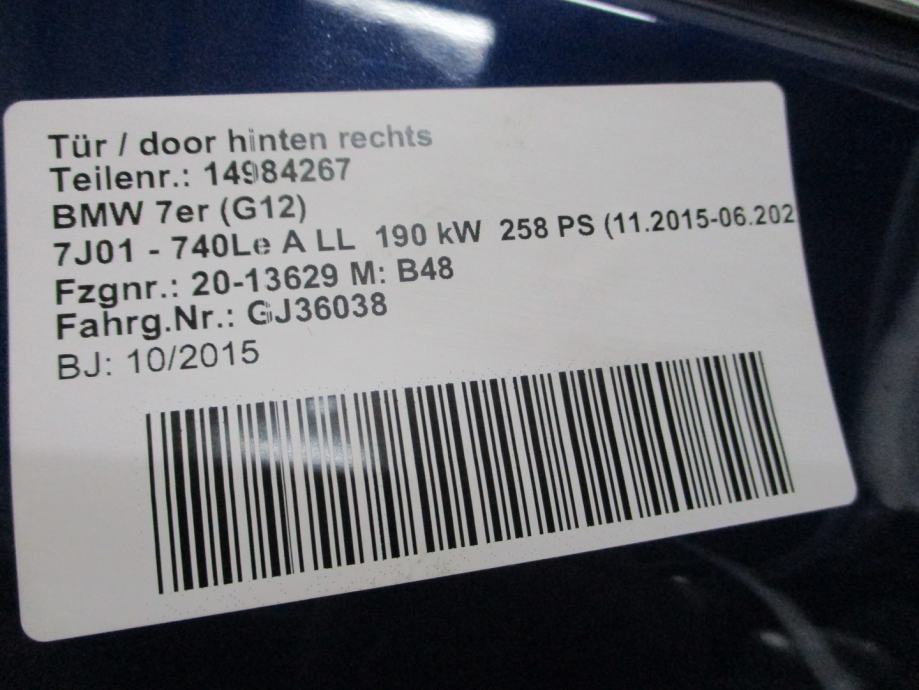 Tür / door hinten rechts
Teilenr.: 14984267
BMW 7er (G12)
7J01 - 740Le A LL 190 kW 258 PS (11.2015-06.202
Fzgnr.: 20-13629 M: B48
Fahrg.Nr.: GJ36038
BJ: 10/2015